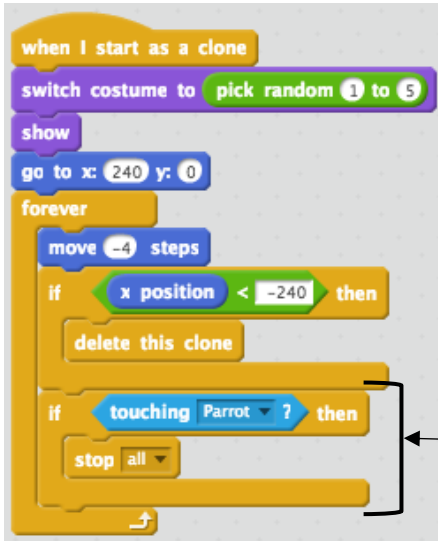 when I start as a clone
switch costume to pick random 1 to 5
show
go to x: 240 y: 0
forever
move -4 steps
if x position < -240 then
delete this clone
if touching Parrot ? then
stop all